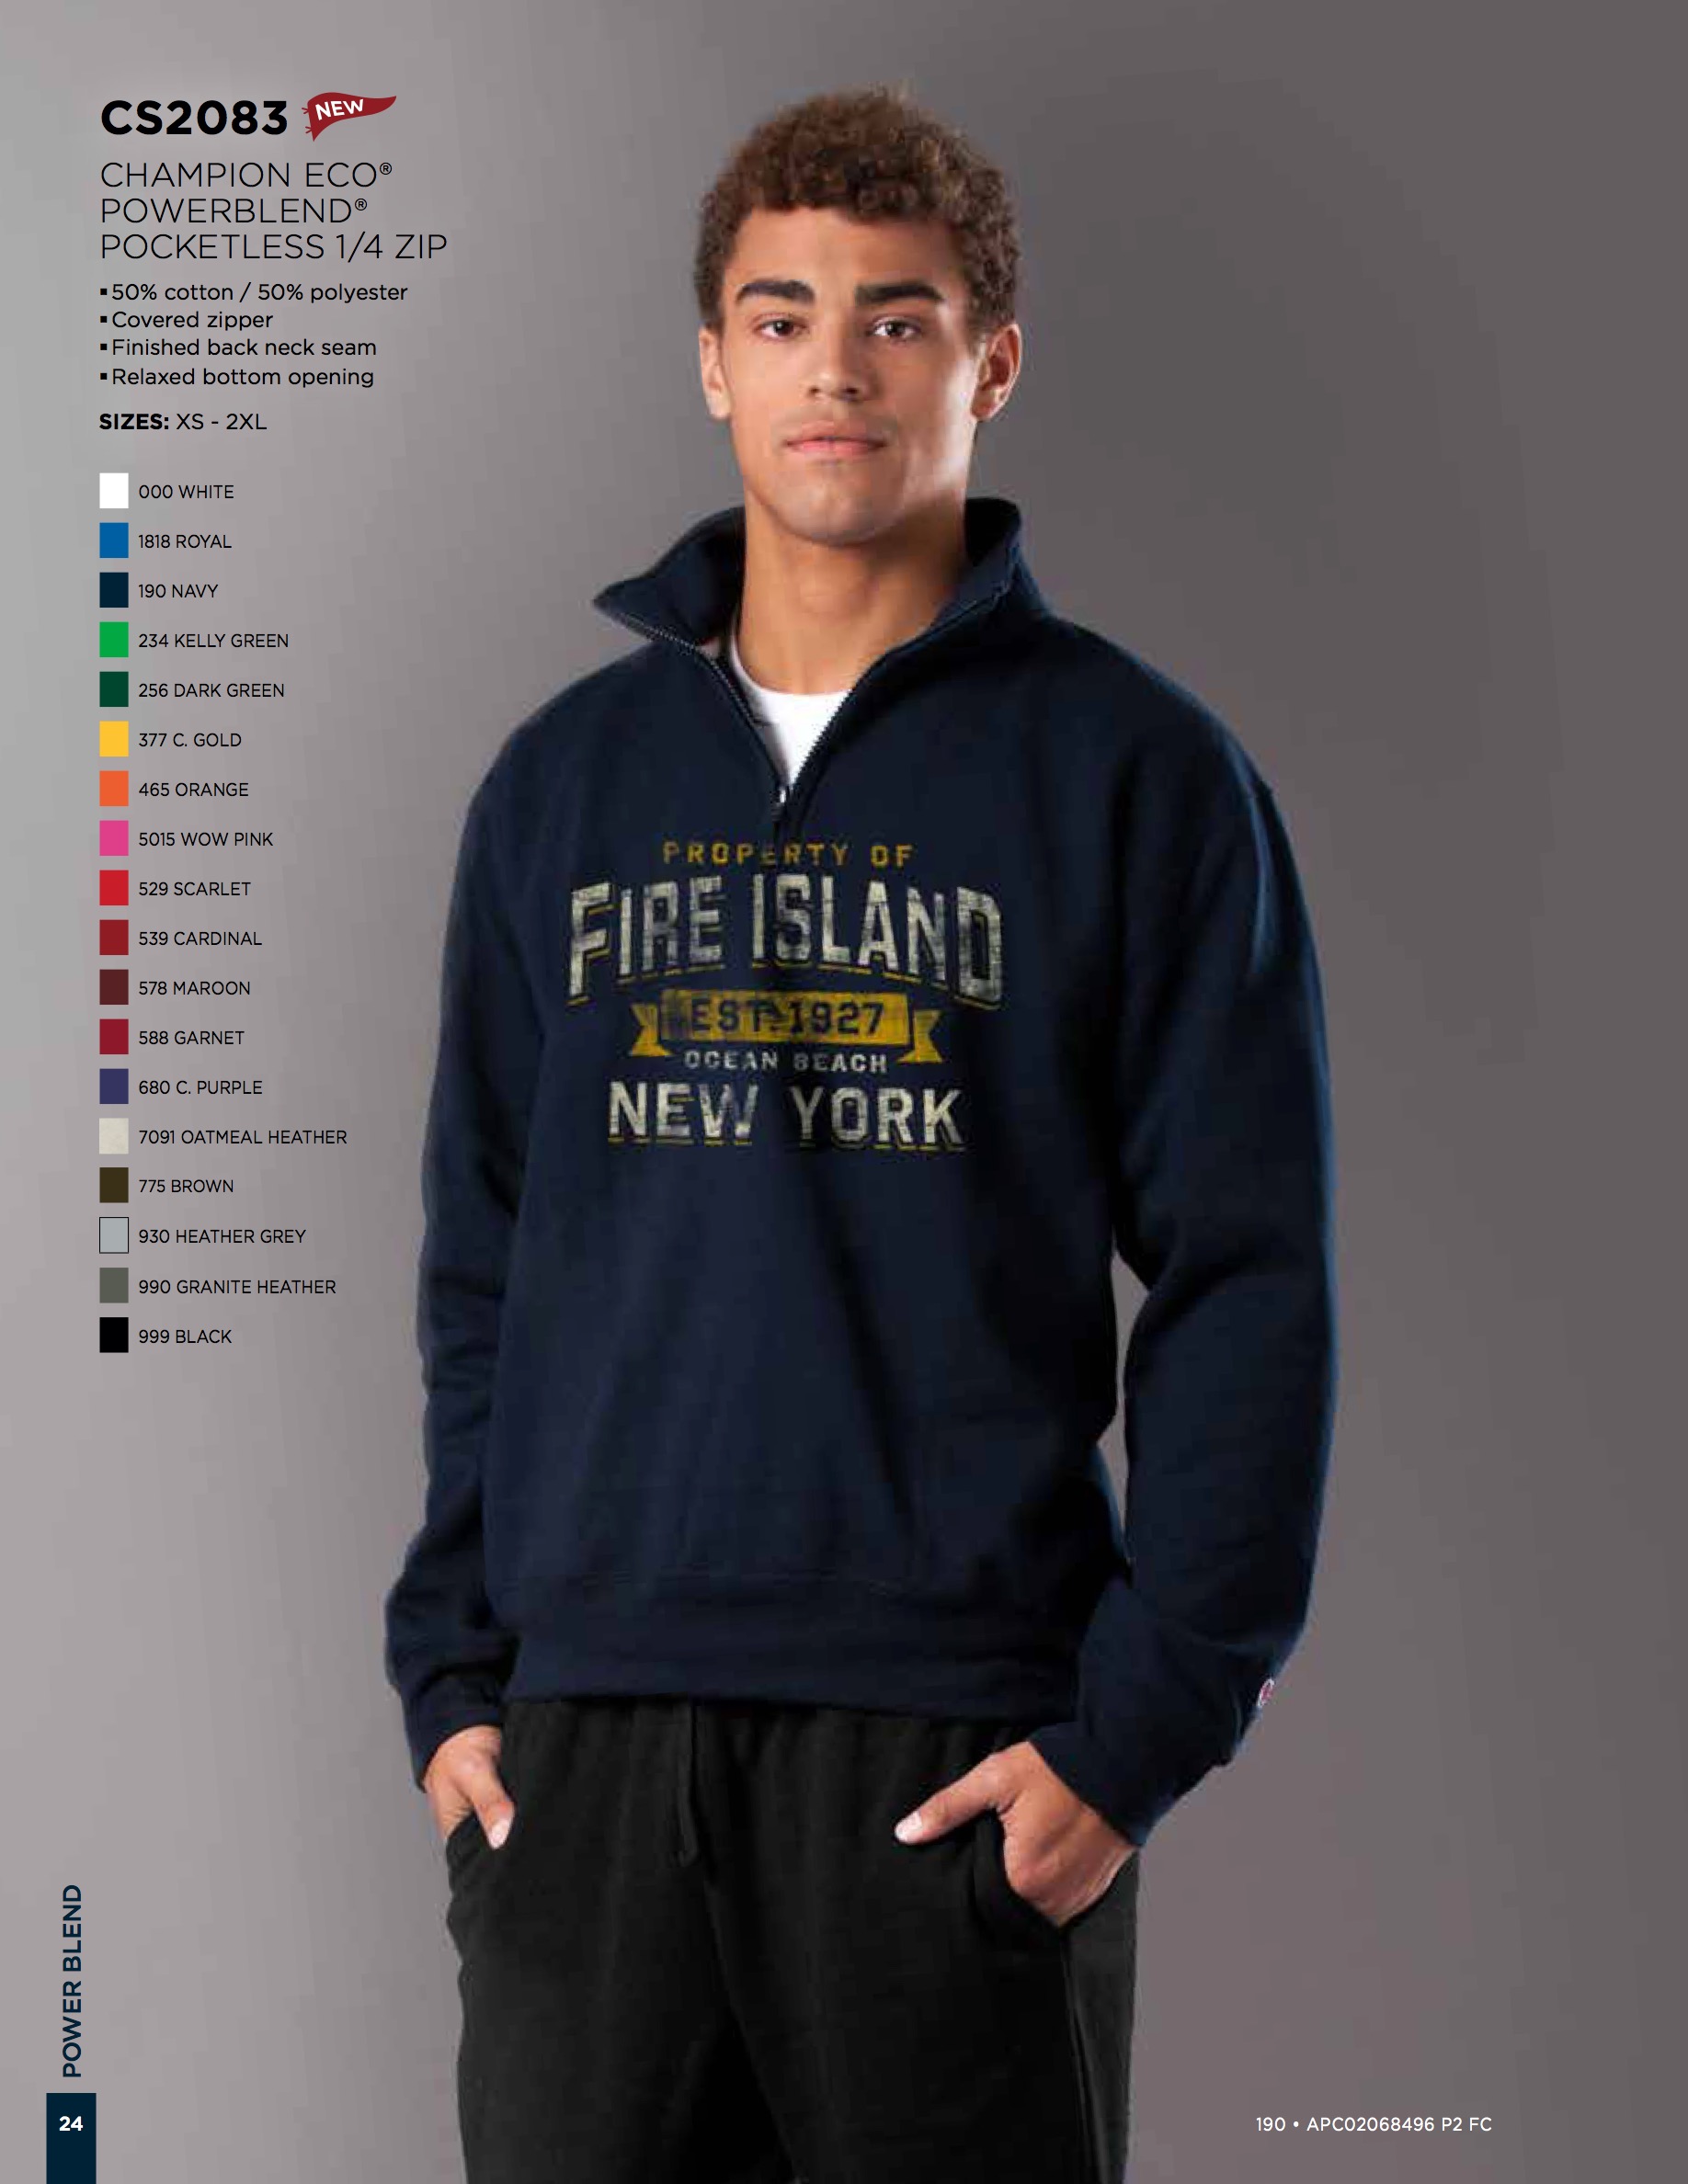 CS2083 NEW
CHAMPION ECO®
POWERBLEND®
POCKETLESS 1/4 ZIP
▪ 50% cotton / 50% polyester
▪ Covered zipper
▪ Finished back neck seam
▪ Relaxed bottom opening
SIZES: XS - 2XL
000 WHITE
1818 ROYAL
190 NAVY
234 KELLY GREEN
256 DARK GREEN
377 C. GOLD
465 ORANGE
5015 WOW PINK
529 SCARLET
539 CARDINAL
578 MAROON
588 GARNET
680 C. PURPLE
7091 OATMEAL HEATHER
775 BROWN
930 HEATHER GREY
990 GRANITE HEATHER
999 BLACK
PROPERTY OF
FIRE ISLAND
EST-1927
OCEAN BEACH
NEW YORK
POWER BLEND
24
190 • APC02068496 P2 FC